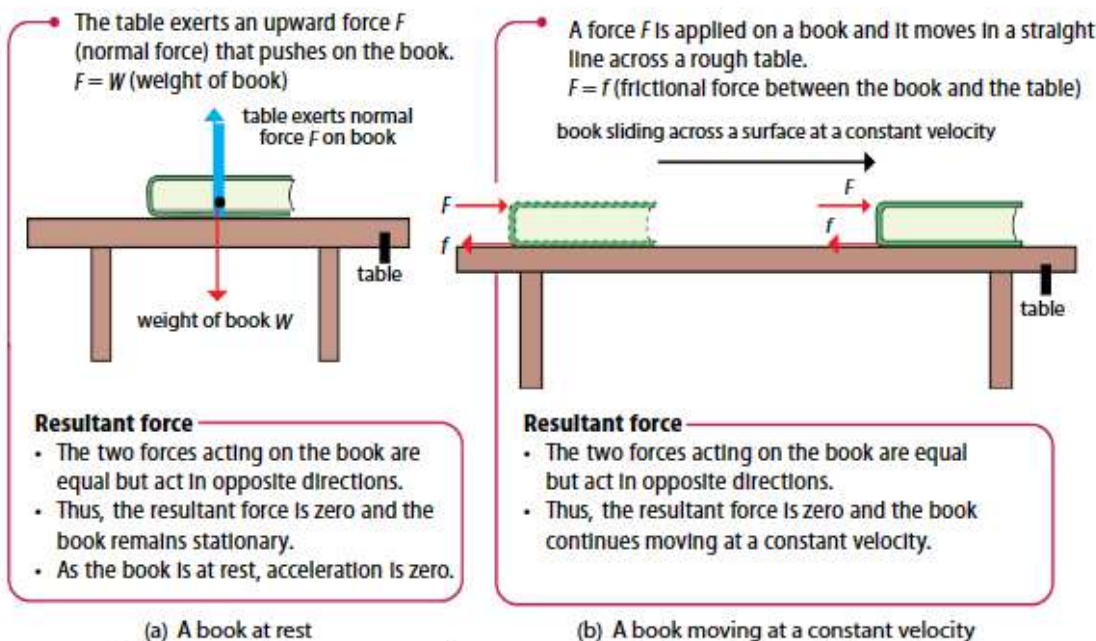 The table exerts an upward force F
(normal force) that pushes on the book.
F = W (weight of book)
table exerts normal
force F on book
table
weight of book W
Resultant force
• The two forces acting on the book are
equal but act in opposite directions.
• Thus, the resultant force is zero and the
book remains stationary.
• As the book is at rest, acceleration is zero.
(a) A book at rest
A force F is applied on a book and it moves in a straight
line across a rough table.
F = f (frictional force between the book and the table)
book sliding across a surface at a constant velocity
F
f
F
f
table
Resultant force
• The two forces acting on the book are equal
but act in opposite directions.
• Thus, the resultant force is zero and the book
continues moving at a constant velocity.
(b) A book moving at a constant velocity